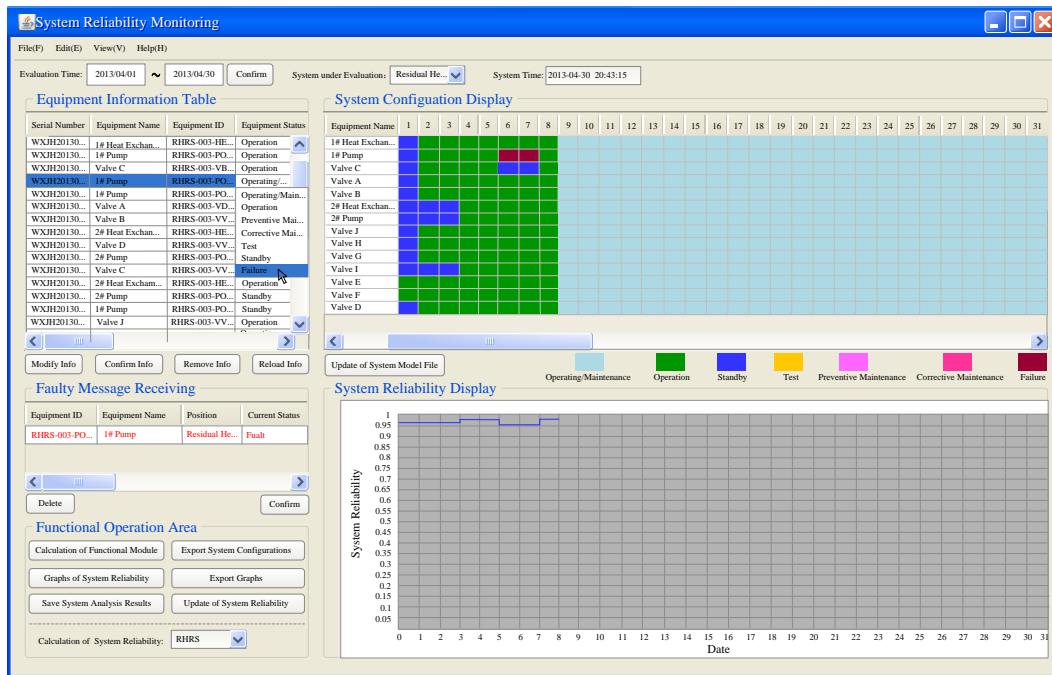 System Reliability Monitoring
File(F) Edit(E) View(V) Help(H)
Evaluation Time: 2013/04/01 ~ 2013/04/30 Confirm System under Evaluation: Residual He... System Time: 2013-04-30 20:43:15
Equipment Information Table
Serial Number Equipment Name Equipment ID Equipment Status
WXJH20130... 1# Heat Exchan... RHRS-003-HE... Operation
WXJH20130... 1# Pump RHRS-003-PO... Operation
WXJH20130... Valve C RHRS-003-VB... Operation
WXJH20130... 1# Pump RHRS-003-PO... Operating/...
WXJH20130... 1# Pump RHRS-003-PO... Operating/Main...
WXJH20130... Valve A RHRS-003-VD... Operation
WXJH20130... Valve B RHRS-003-VV... Preventive Mai...
WXJH20130... 2# Heat Exchan... RHRS-003-HE... Corrective Mai...
WXJH20130... Valve D RHRS-003-VV... Test
WXJH20130... 2# Pump RHRS-003-PO... Standby
WXJH20130... Valve C RHRS-003-VV... Failure
WXJH20130... 2# Heat Excham... RHRS-003-HE... Operation
WXJH20130... 2# Pump RHRS-003-PO... Standby
WXJH20130... 1# Pump RHRS-003-PO... Standby
WXJH20130... Valve J RHRS-003-VV... Operation
Modify Info Confirm Info Remove Info Reload Info
System Configuation Display
Equipment Name 1 2 3 4 5 6 7 8 9 10 11 12 13 14 15 16 17 18 19 20 21 22 23 24 25 26 27 28 29 30 31
1# Heat Exchan...
1# Pump
Valve C
Valve A
Valve B
2# Heat Exchan...
2# Pump
Valve J
Valve H
Valve G
Valve I
Valve E
Valve F
Valve D
Update of System Model File
Operating/Maintenance Operation Standby Test Preventive Maintenance Corrective Maintenance Failure
Faulty Message Receiving
Equipment ID Equipment Name Position Current Status
RHRS-003-PO... 1# Pump Residual He... Fualt
Delete Confirm
Functional Operation Area
Calculation of Functional Module Export System Configurations
Graphs of System Reliability Export Graphs
Save System Analysis Results Update of System Reliability
Calculation of System Reliability: RHRS
System Reliability Display
System Reliability
1
0.95
0.9
0.85
0.8
0.75
0.7
0.65
0.6
0.55
0.5
0.45
0.4
0.35
0.3
0.25
0.2
0.15
0.1
0.05
0 1 2 3 4 5 6 7 8 9 10 11 12 13 14 15 16 17 18 19 20 21 22 23 24 25 26 27 28 29 30 31
Date